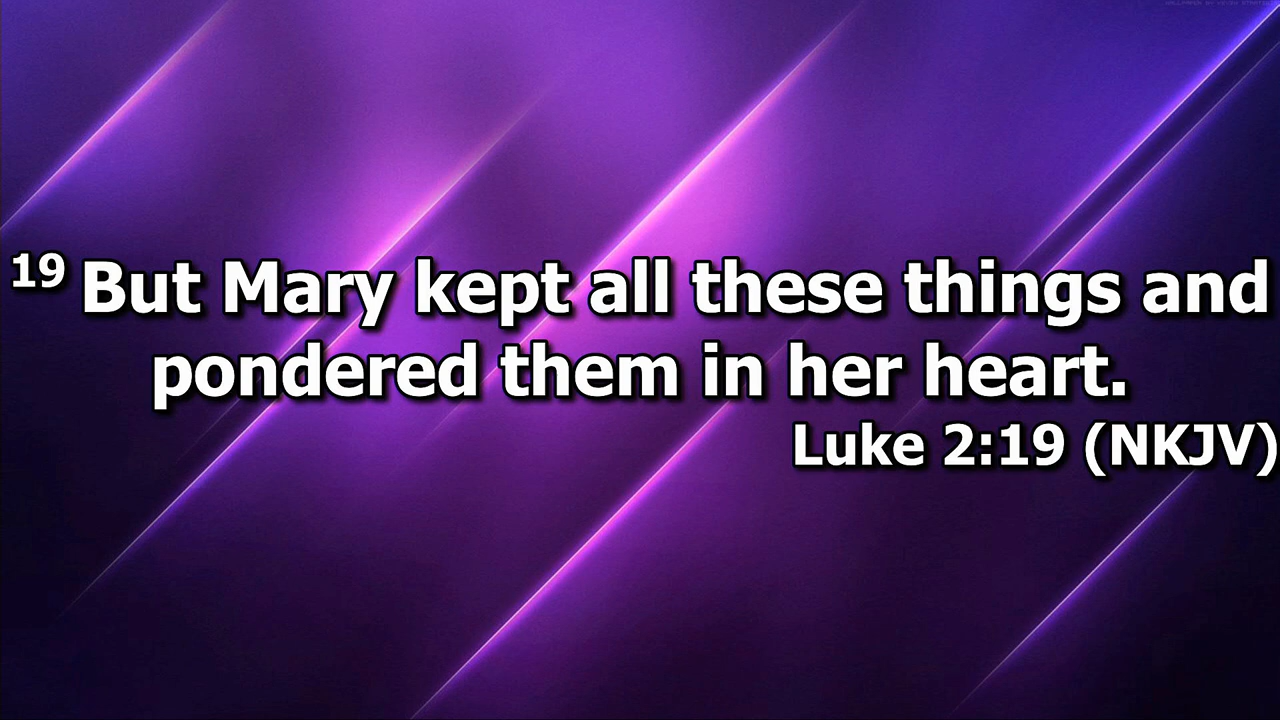 19 But Mary kept all these things and
pondered them in her heart.
Luke 2:19 (NKJV)